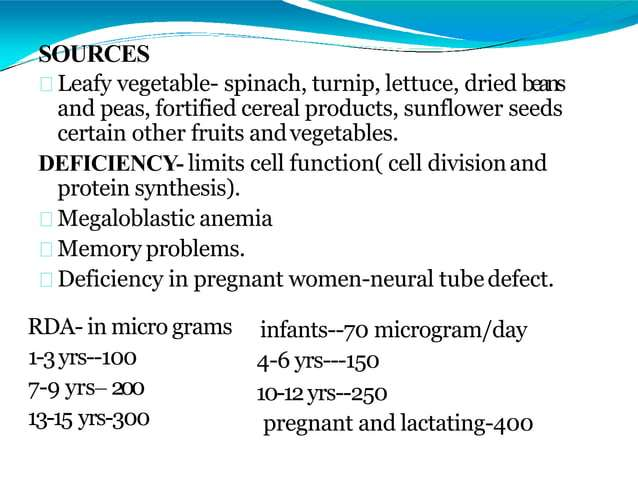 SOURCES
Leafy vegetable- spinach, turnip, lettuce, dried beans
and peas, fortified cereal products, sunflower seeds
certain other fruits and vegetables.
DEFICIENCY- limits cell function( cell division and
protein synthesis).
Megaloblastic anemia
Memory problems.
Deficiency in pregnant women-neural tube defect.
RDA- in micro grams
infants--70 microgram/day
1-3 yrs--100
4-6 yrs---150
7-9 yrs– 200
10-12 yrs--250
13-15 yrs-300
pregnant and lactating-400